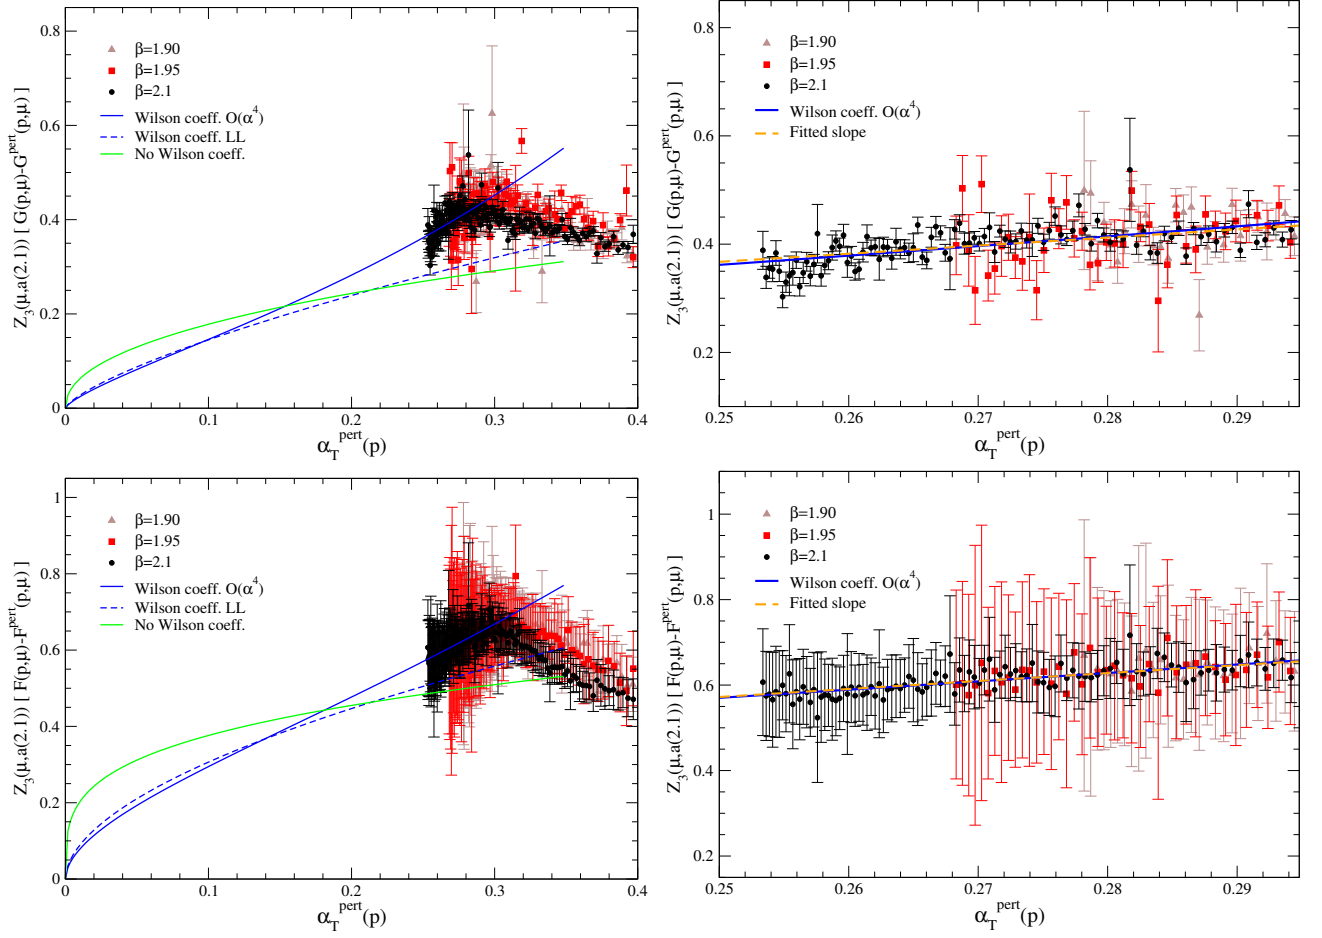 Z₃(μ,a(2.1)) [ G(p,μ)-Gᵖᵉʳᵗ(p,μ) ]
0.8
0.6
0.4
0.2
0
β=1.90
β=1.95
β=2.1
Wilson coeff. O(α⁴)
Wilson coeff. LL
No Wilson coeff.
0 0.1 0.2 0.3 0.4
α_T^pert(p)
Z₃(μ,a(2.1)) [ G(p,μ)-Gᵖᵉʳᵗ(p,μ) ]
0.8
0.6
0.4
0.2
β=1.90
β=1.95
β=2.1
Wilson coeff. O(α⁴)
Fitted slope
0.25 0.26 0.27 0.28 0.29
α_T^pert(p)
Z₃(μ,a(2.1)) [ F(p,μ)-Fᵖᵉʳᵗ(p,μ) ]
1
0.8
0.6
0.4
0.2
0
β=1.90
β=1.95
β=2.1
Wilson coeff. O(α⁴)
Wilson coeff. LL
No Wilson coeff.
0 0.1 0.2 0.3 0.4
α_T^pert(p)
Z₃(μ,a(2.1)) [ F(p,μ)-Fᵖᵉʳᵗ(p,μ) ]
1
0.8
0.6
0.4
0.2
β=1.90
β=1.95
β=2.1
Wilson coeff. O(α⁴)
Fitted slope
0.25 0.26 0.27 0.28 0.29
α_T^pert(p)